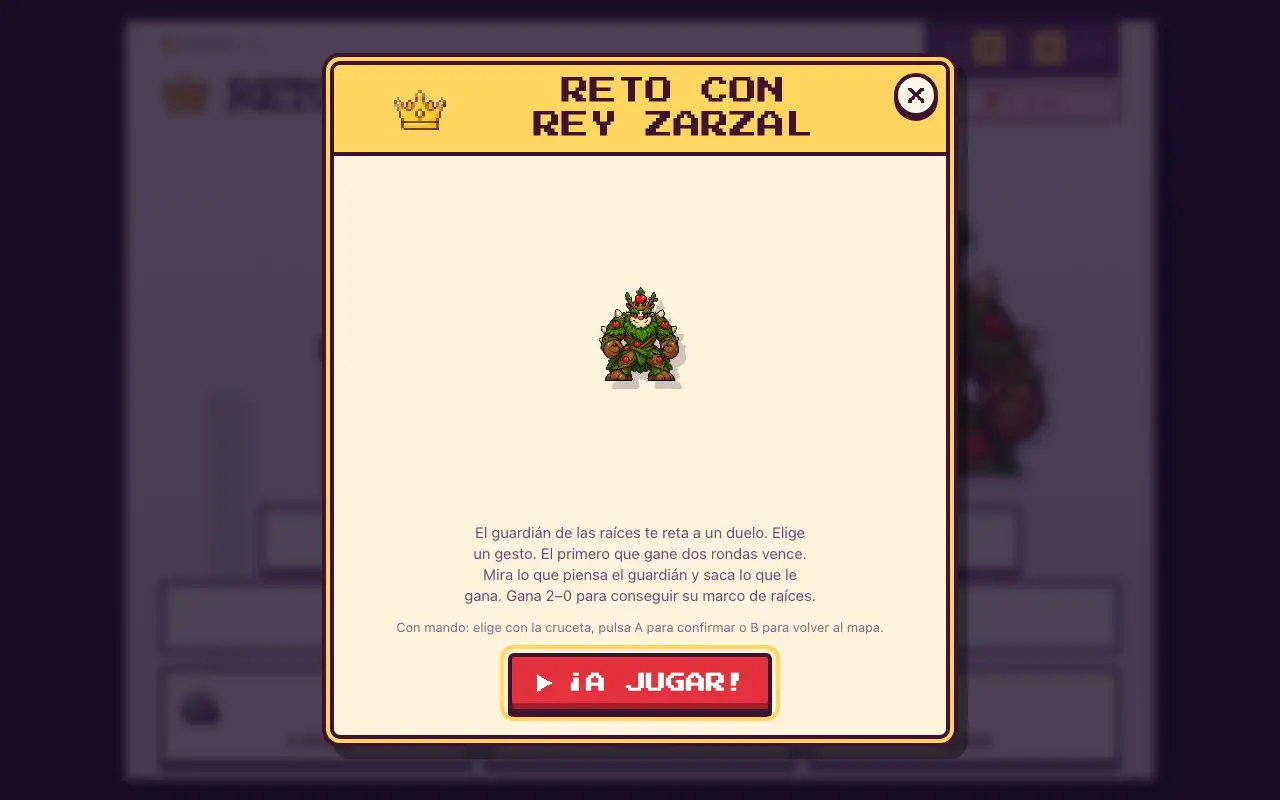 RETO CON
REY ZARZAL
El guardián de las raíces te reta a un duelo. Elige
un gesto. El primero que gane dos rondas vence.
Mira lo que piensa el guardián y saca lo que le
gana. Gana 2–0 para conseguir su marco de raíces.
Con mando: elige con la cruceta, pulsa A para confirmar o B para volver al mapa.
¡A JUGAR!